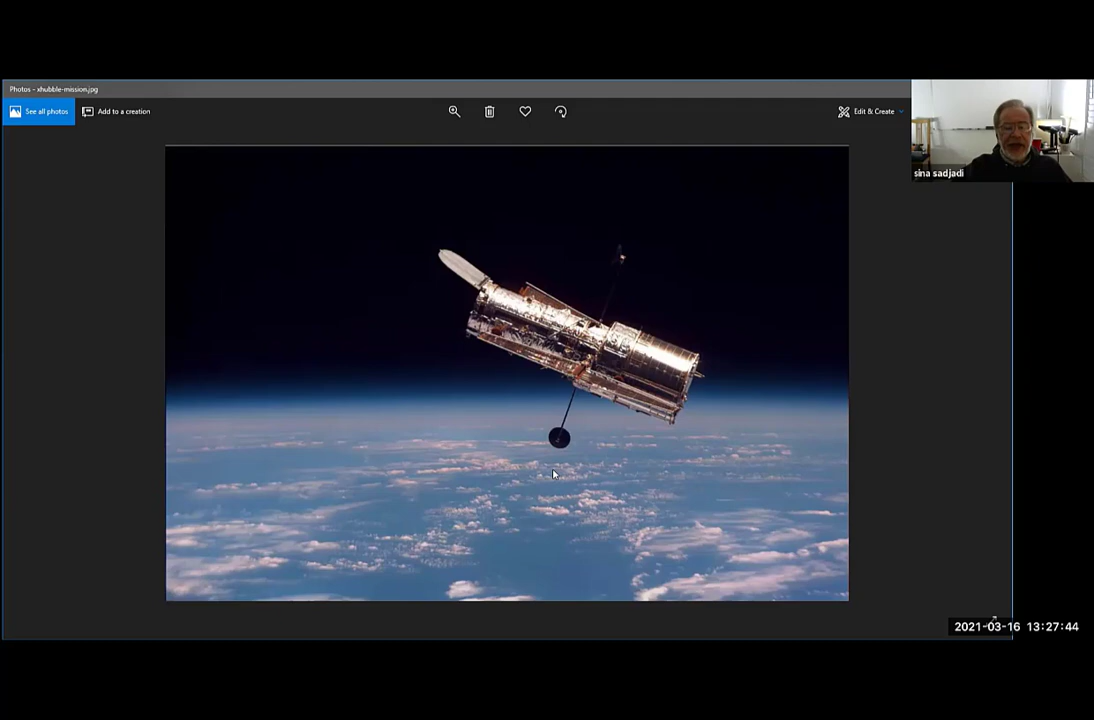 Photos - xhubble-mission.jpg
See all photos
Add to a creation
Edit & Create
sina sadjadi
2021-03-16 13:27:44